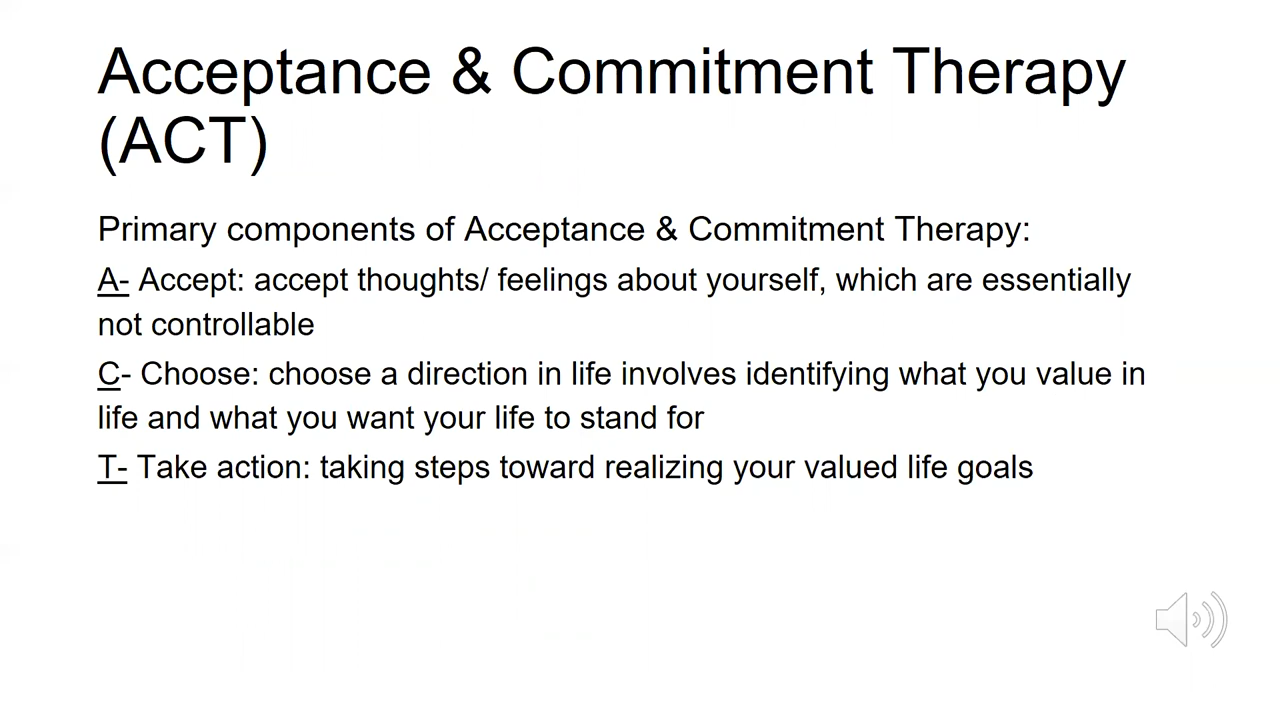 Acceptance & Commitment Therapy
(ACT)
Primary components of Acceptance & Commitment Therapy:
A- Accept: accept thoughts/ feelings about yourself, which are essentially
not controllable
C- Choose: choose a direction in life involves identifying what you value in
life and what you want your life to stand for
T- Take action: taking steps toward realizing your valued life goals